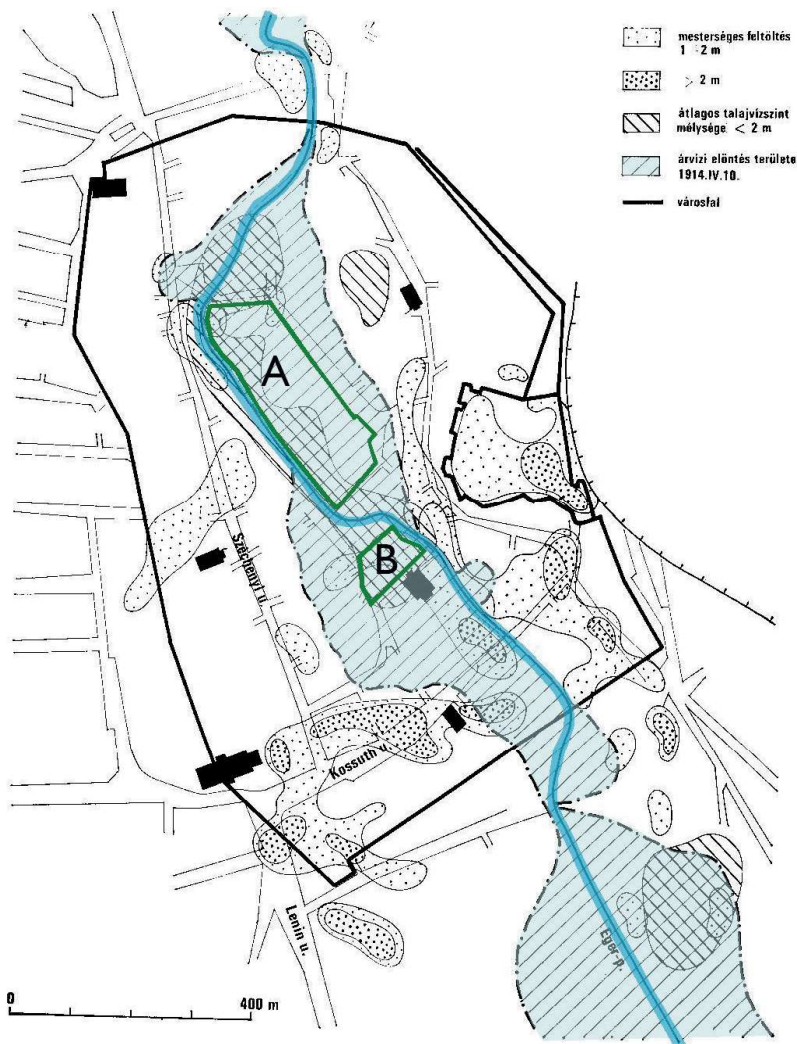 mesterséges feltöltés
1 - 2 m
> 2 m
átlagos talajvízszint
mélysége < 2 m
árvízi elöntés területe
1914.IV.10.
városfal
A
B
Széchenyi u.
Kossuth u.
Lenin u.
Eger-p.
0
400 m